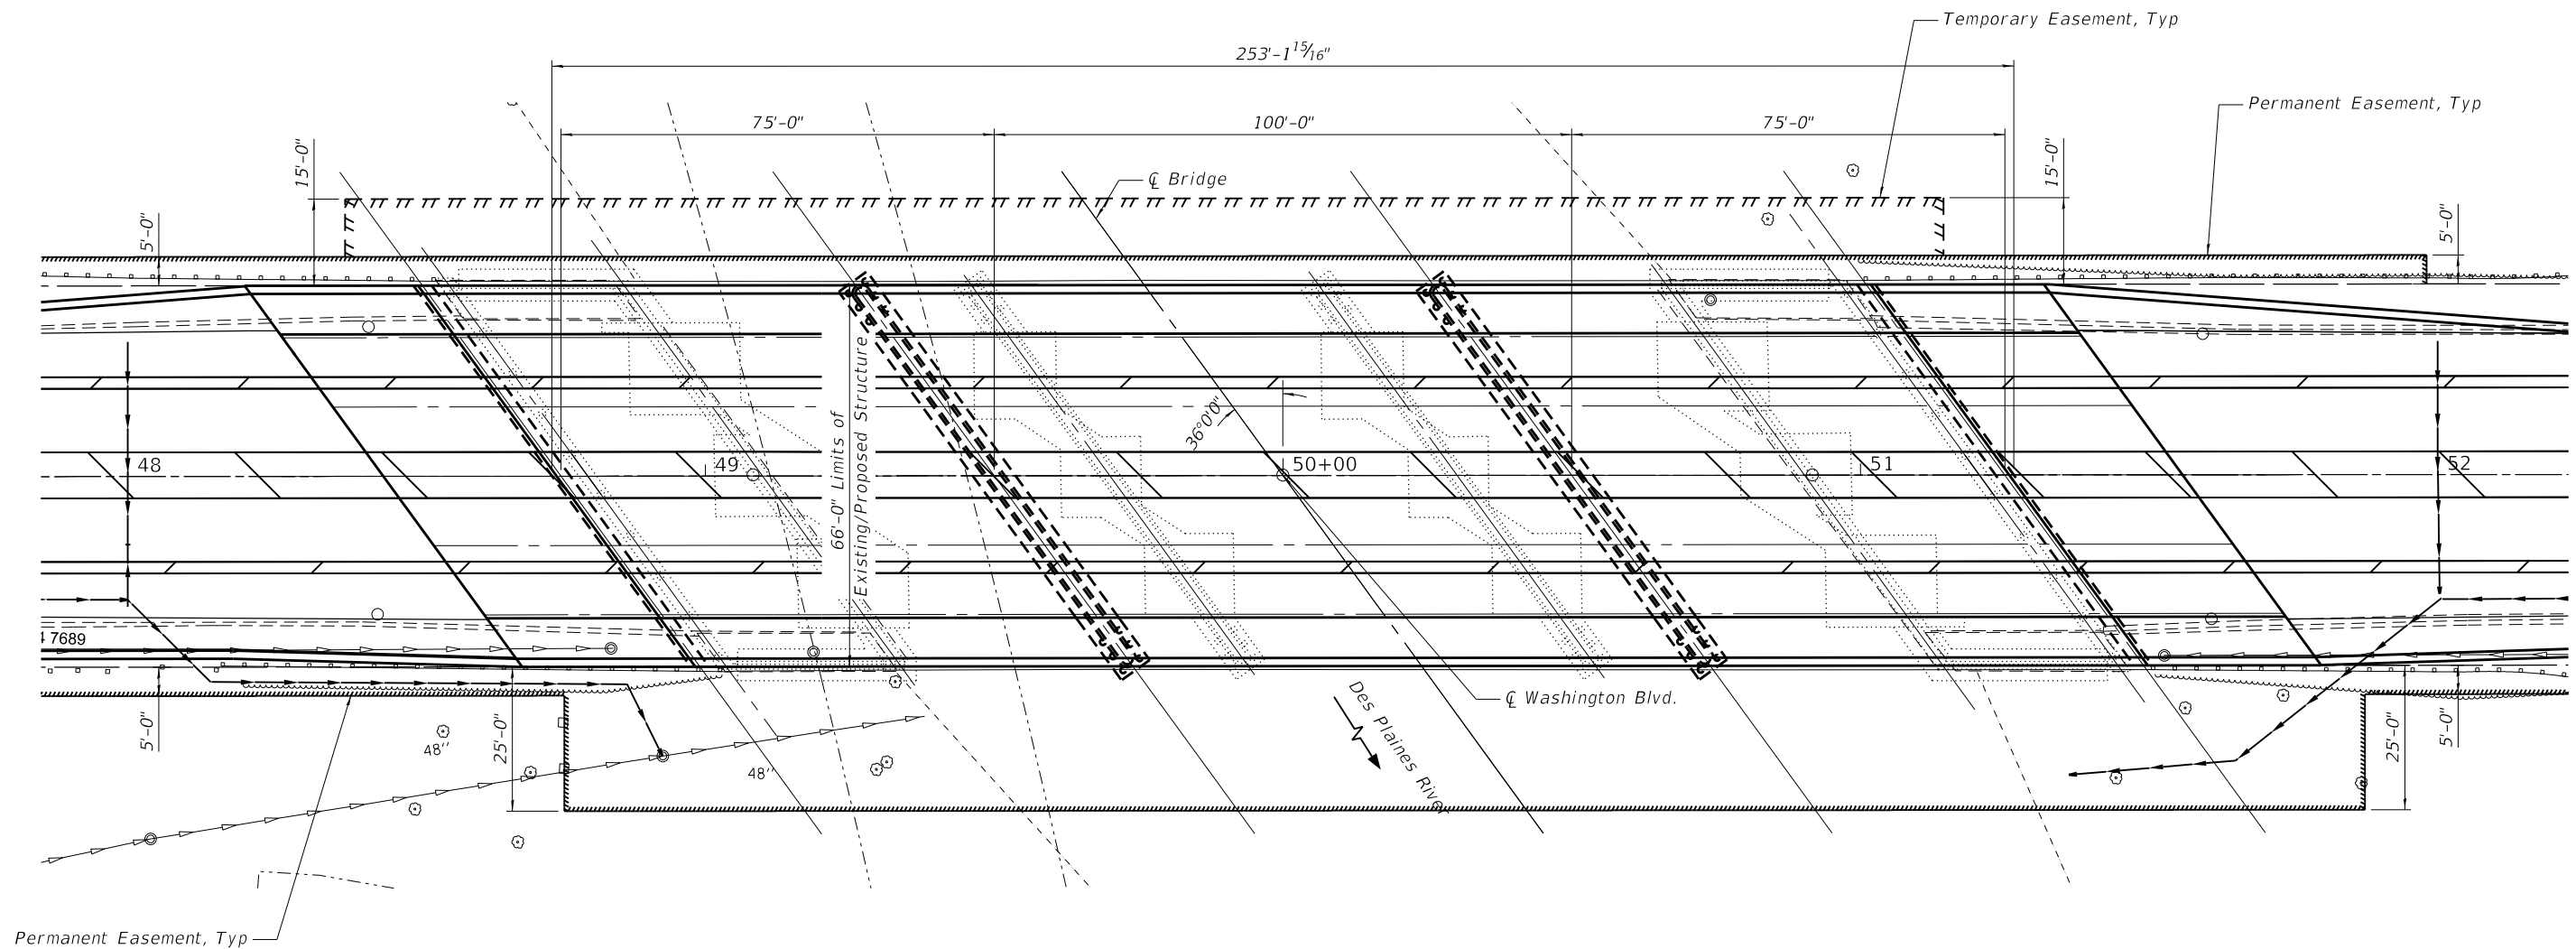 Temporary Easement, Typ
253'-1 15/16"
Permanent Easement, Typ
75'-0"
100'-0"
75'-0"
15'-0"
15'-0"
℄ Bridge
5'-0"
5'-0"
36°0'0"
66'-0" Limits of
Existing/Proposed Structure
48
49
50+00
51
52
7689
℄ Washington Blvd.
Des Plaines River
5'-0"
25'-0"
25'-0"
5'-0"
48''
48''
Permanent Easement, Typ